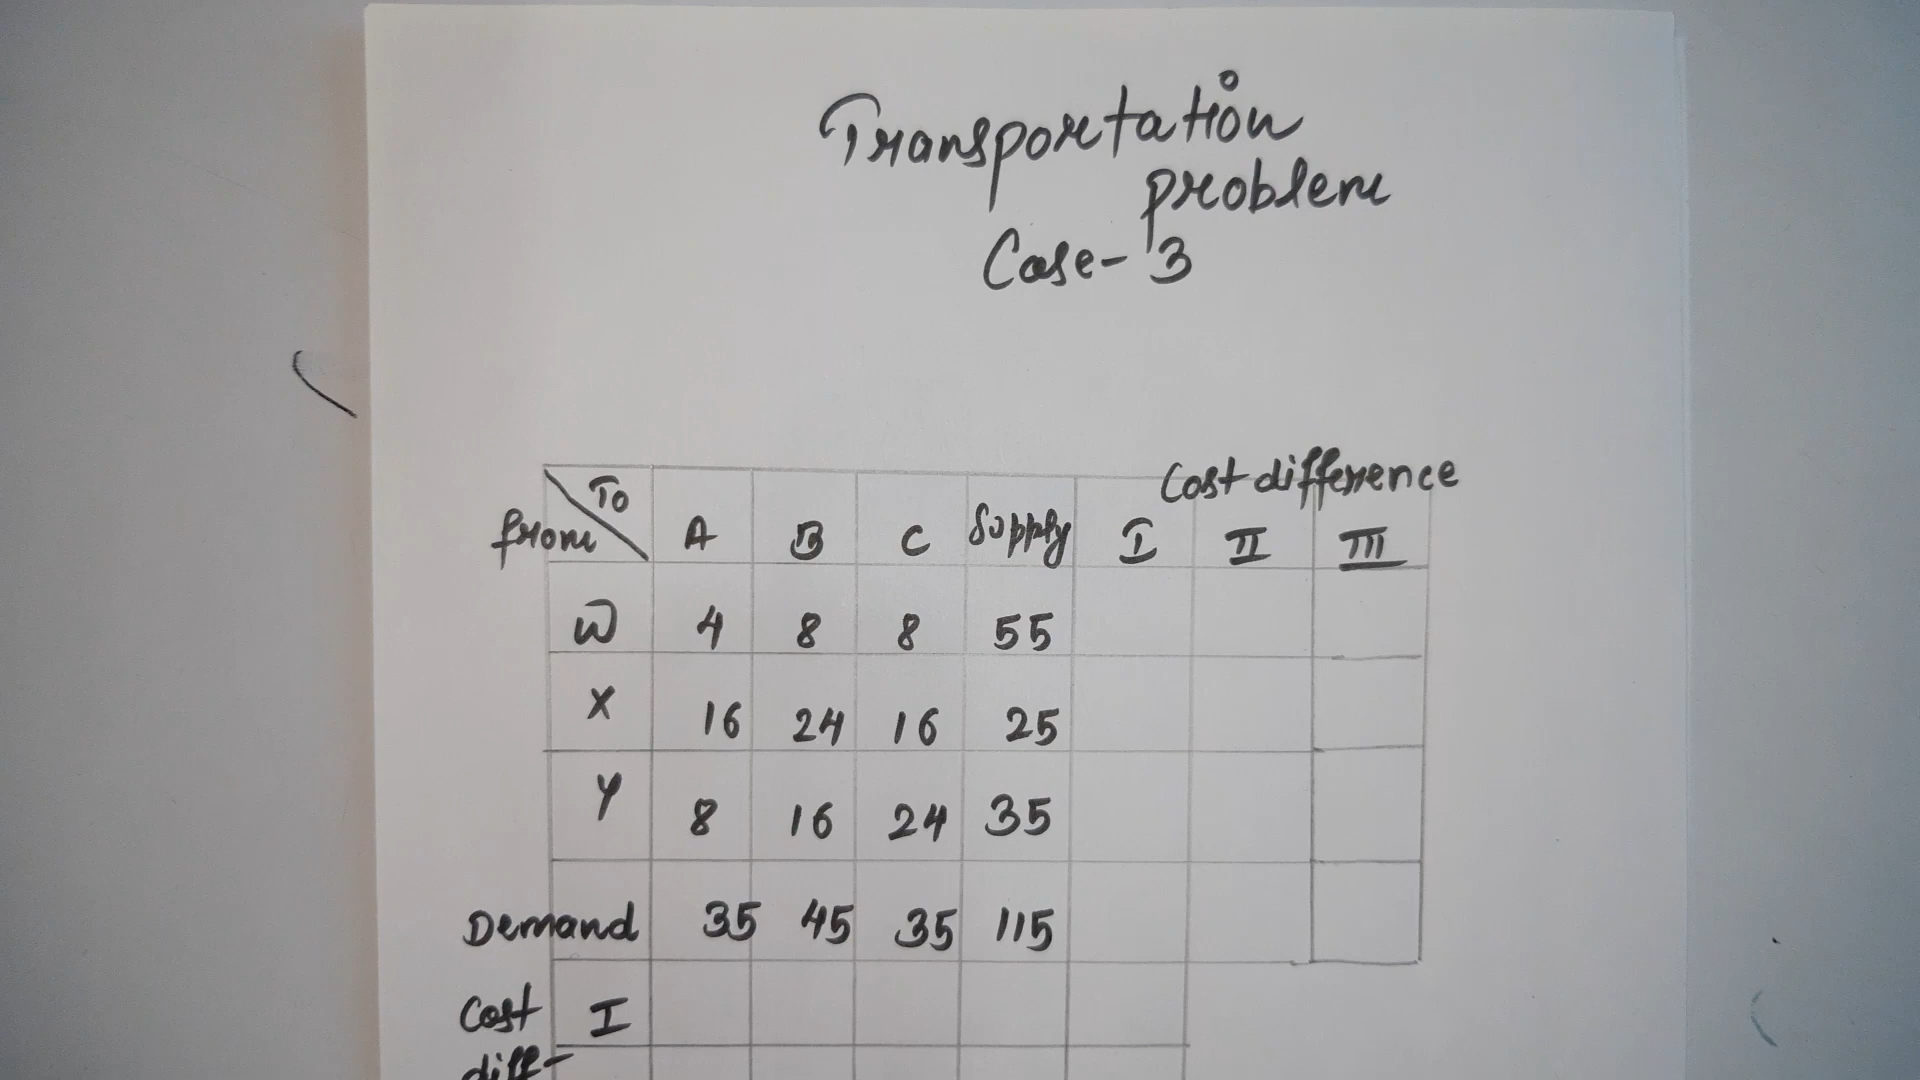 Transportation
problem
Case-3
Cost difference
From To A B C Supply I II III
W 4 8 8 55
X 16 24 16 25
Y 8 16 24 35
Demand 35 45 35 115
Cost I
diff-